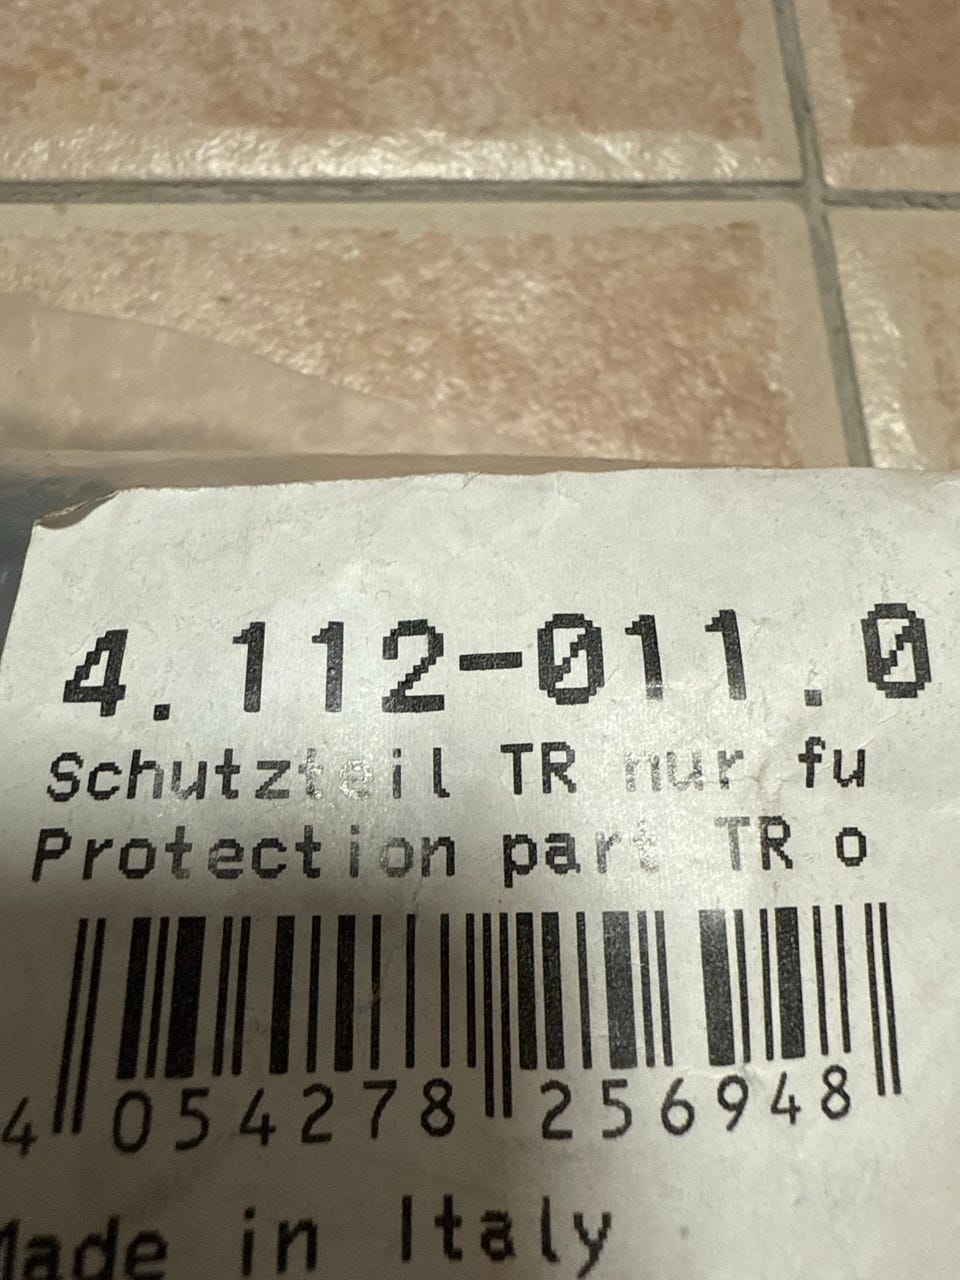 4.112-011.0
Schutzteil TR nur fu
Protection part TR o
4 054278 256948
Made in Italy